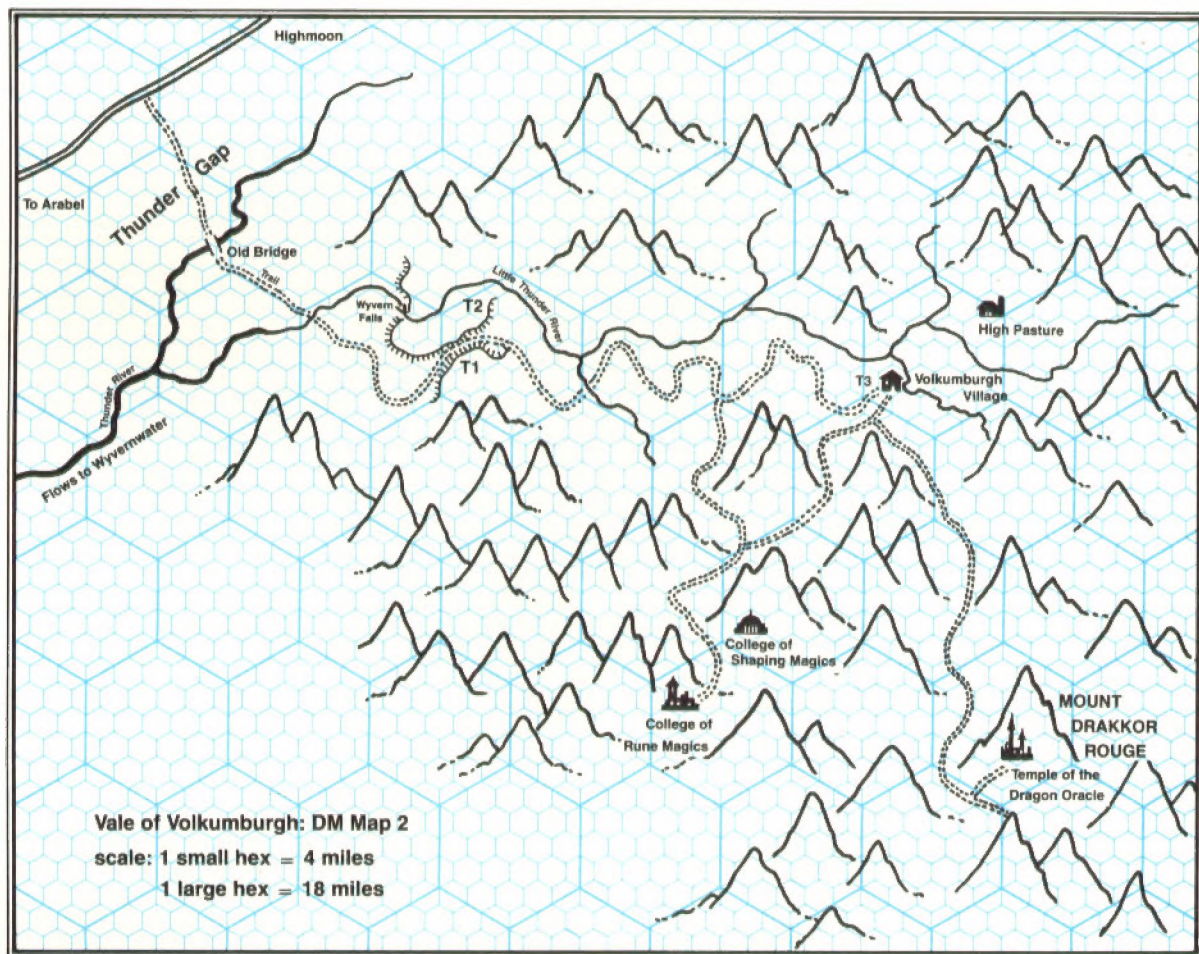 Highmoon
Thunder Gap
To Arabel
Old Bridge
Trail
Little Thunder River
Wyvern
Falls
T2
High Pasture
T1
T3
Volkumburgh
Village
Thunder River
Flows to Wyvernwater
College of
Shaping Magics
MOUNT
DRAKKOR
ROUGE
College of
Rune Magics
Temple of the
Dragon Oracle
Vale of Volkumburgh: DM Map 2
scale: 1 small hex = 4 miles
1 large hex = 18 miles